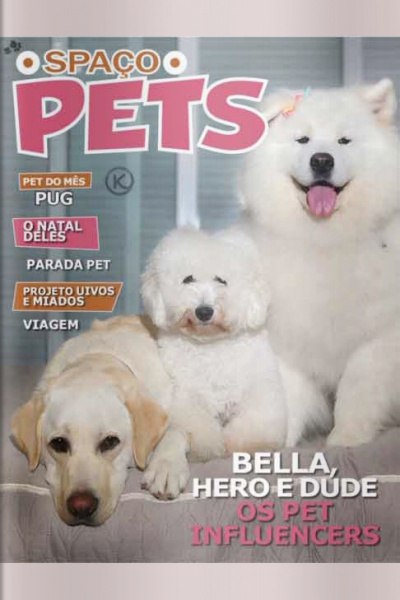 SPAÇO
PETS
PET DO MÊS
PUG
K
O NATAL
DELES
PARADA PET
PROJETO UIVOS
E MIADOS
VIAGEM
BELLA,
HERO E DUDE
OS PET
INFLUENCERS